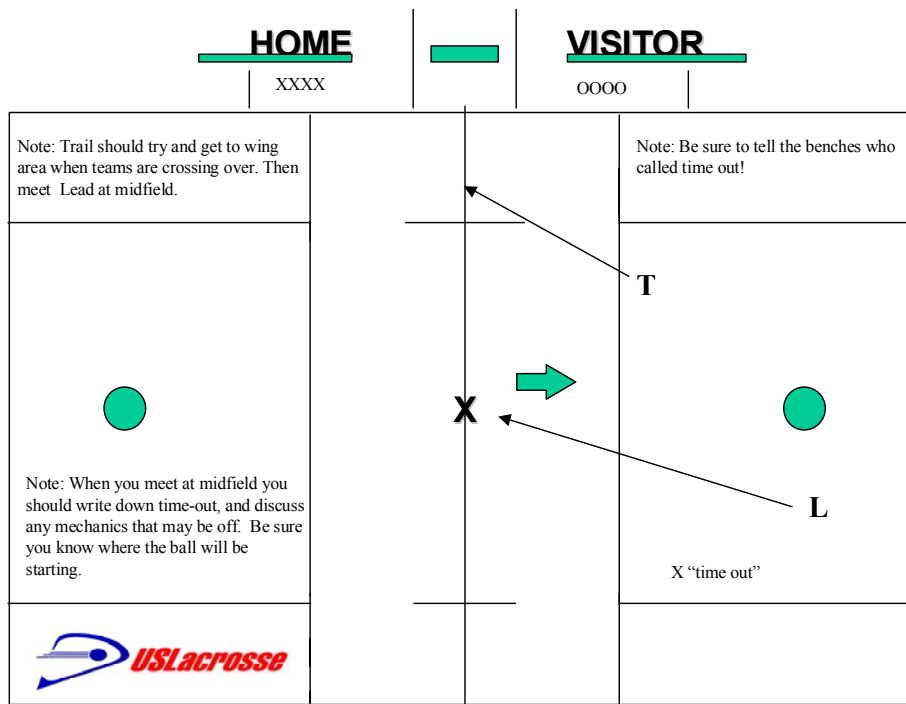 HOME
VISITOR
XXXX
OOOO
Note: Trail should try and get to wing
area when teams are crossing over. Then
meet  Lead at midfield.
Note: Be sure to tell the benches who
called time out!
T
X
Note: When you meet at midfield you
should write down time-out, and discuss
any mechanics that may be off.  Be sure
you know where the ball will be
starting.
L
X “time out”
USLacrosse